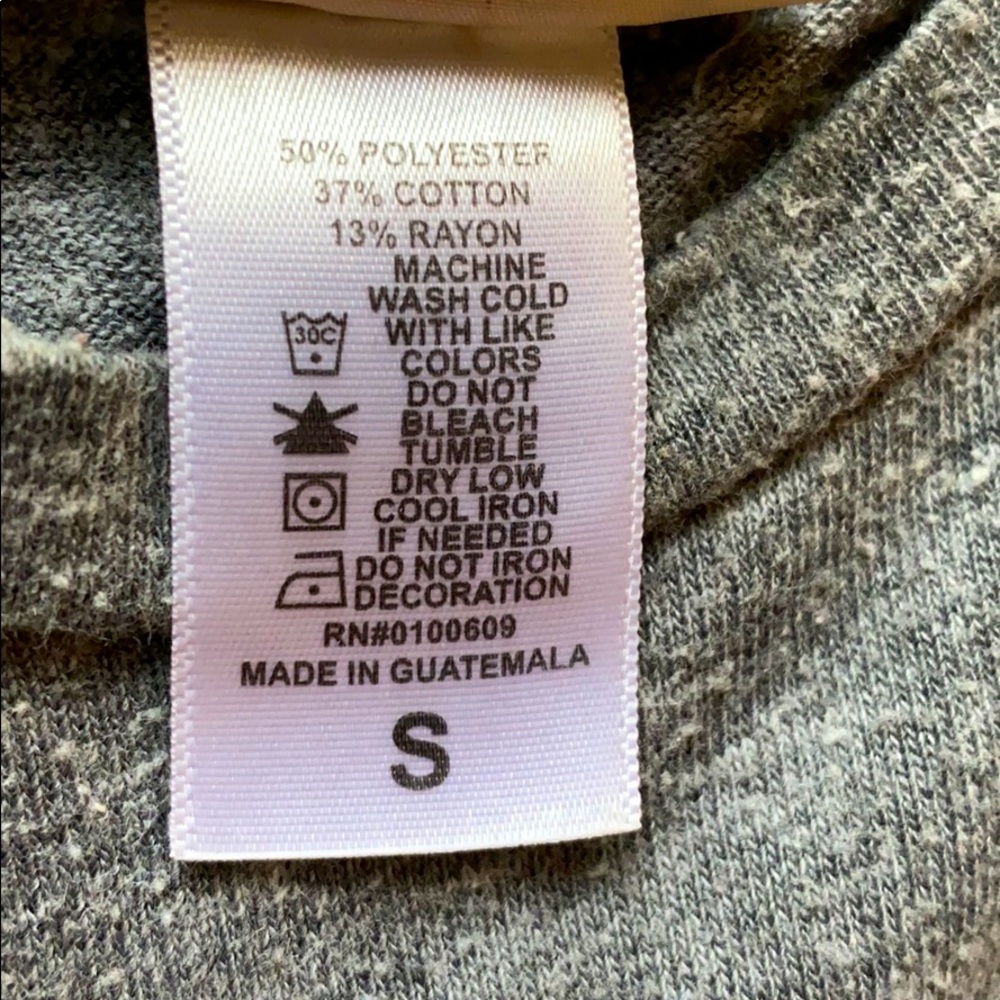 50% POLYESTER
37% COTTON
13% RAYON
MACHINE
WASH COLD
30C
WITH LIKE
COLORS
DO NOT
BLEACH
TUMBLE
DRY LOW
COOL IRON
IF NEEDED
DO NOT IRON
DECORATION
RN#0100609
MADE IN GUATEMALA
S